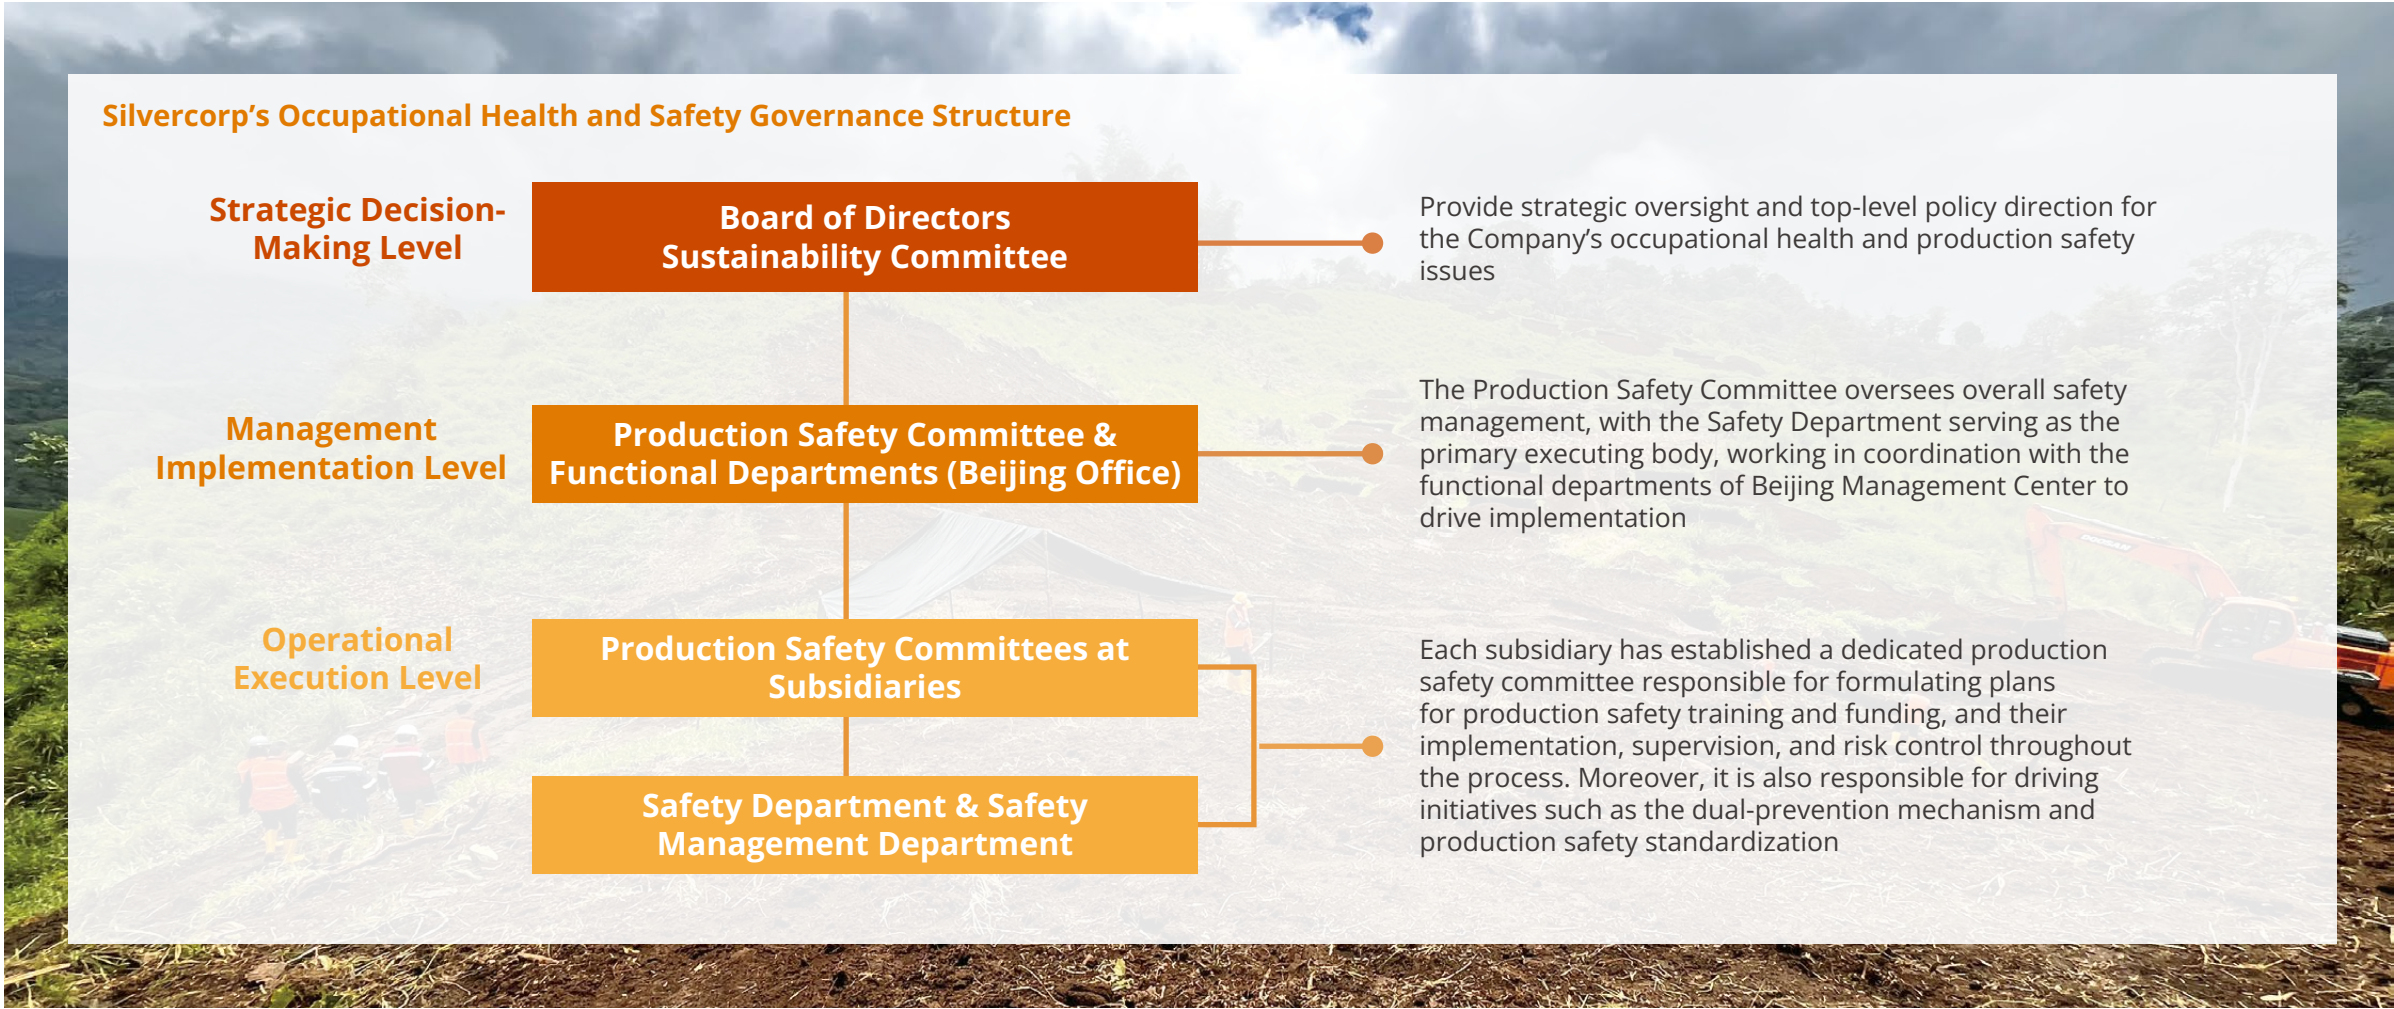 Silvercorp’s Occupational Health and Safety Governance Structure
Strategic Decision-
Making Level
Board of Directors
Sustainability Committee
Provide strategic oversight and top-level policy direction for
the Company’s occupational health and production safety
issues
Management
Implementation Level
Production Safety Committee &
Functional Departments (Beijing Office)
The Production Safety Committee oversees overall safety
management, with the Safety Department serving as the
primary executing body, working in coordination with the
functional departments of Beijing Management Center to
drive implementation
Operational
Execution Level
Production Safety Committees at
Subsidiaries
Safety Department & Safety
Management Department
Each subsidiary has established a dedicated production
safety committee responsible for formulating plans
for production safety training and funding, and their
implementation, supervision, and risk control throughout
the process. Moreover, it is also responsible for driving
initiatives such as the dual-prevention mechanism and
production safety standardization
DOOSAN